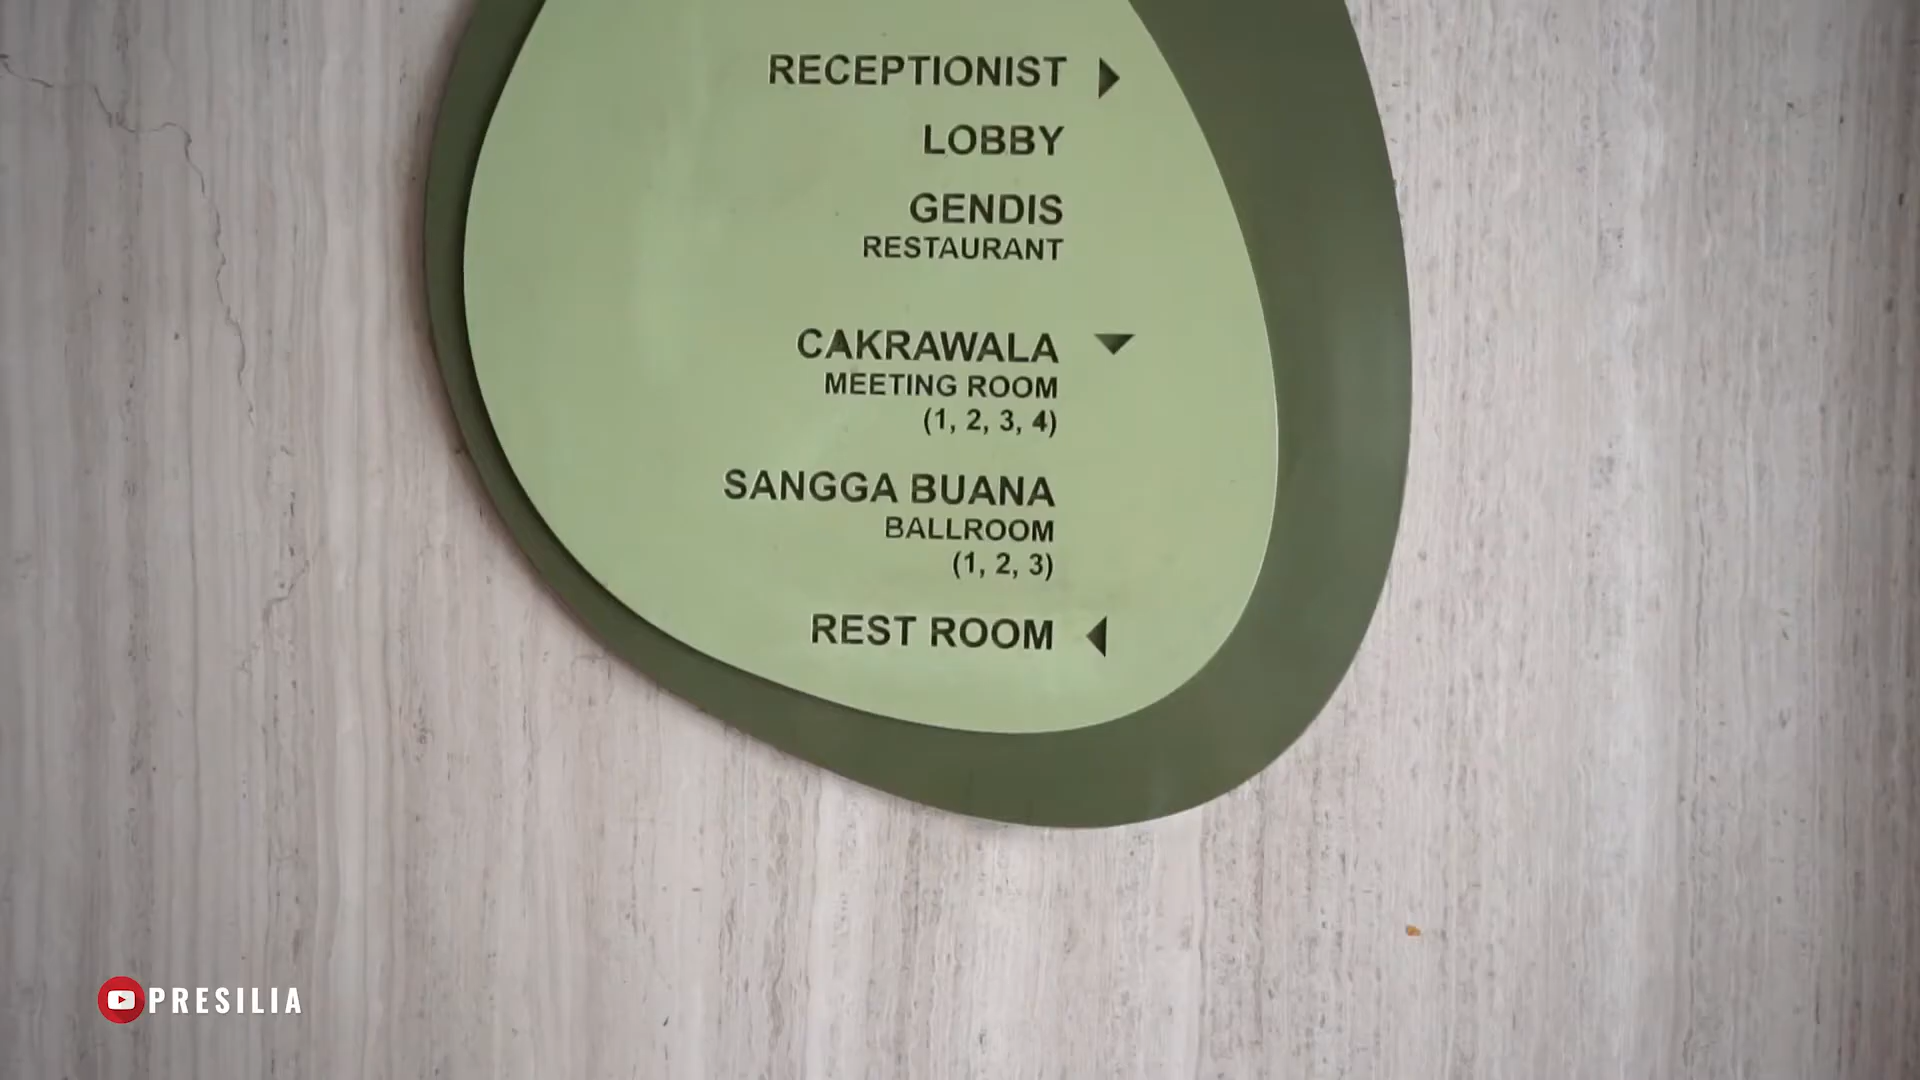 RECEPTIONIST
LOBBY
GENDIS
RESTAURANT
CAKRAWALA
MEETING ROOM
(1, 2, 3, 4)
SANGGA BUANA
BALLROOM
(1, 2, 3)
REST ROOM
PRESILIA